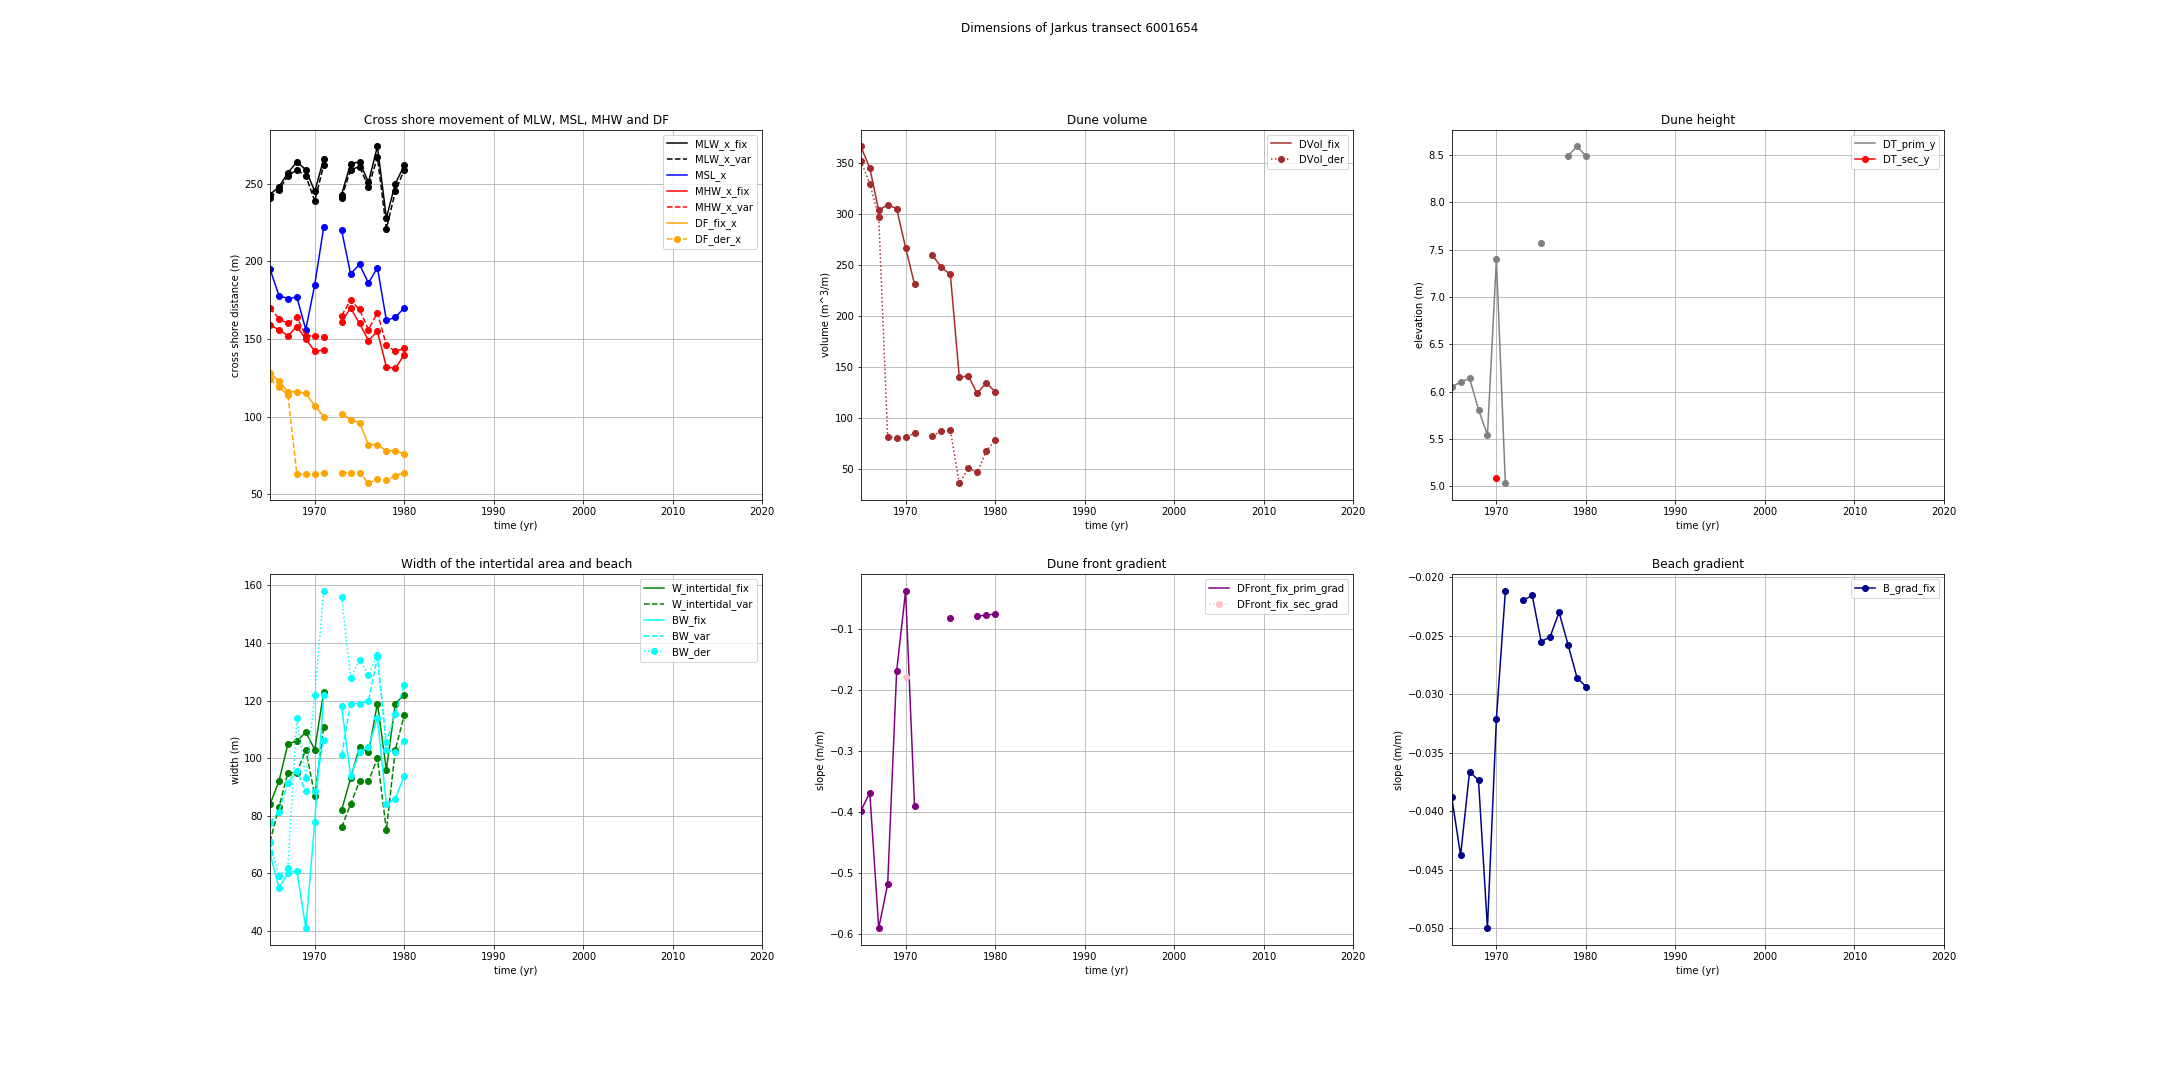 Dimensions of Jarkus transect 6001654
Cross shore movement of MLW, MSL, MHW and DF
cross shore distance (m)
250
200
150
100
50
1970
1980
1990
2000
2010
2020
time (yr)
MLW_x_fix
MLW_x_var
MSL_x
MHW_x_fix
MHW_x_var
DF_fix_x
DF_der_x
Dune volume
volume (m^3/m)
350
300
250
200
150
100
50
1970
1980
1990
2000
2010
2020
time (yr)
DVol_fix
DVol_der
Dune height
elevation (m)
8.5
8.0
7.5
7.0
6.5
6.0
5.5
5.0
1970
1980
1990
2000
2010
2020
time (yr)
DT_prim_y
DT_sec_y
Width of the intertidal area and beach
width (m)
160
140
120
100
80
60
40
1970
1980
1990
2000
2010
2020
time (yr)
W_intertidal_fix
W_intertidal_var
BW_fix
BW_var
BW_der
Dune front gradient
slope (m/m)
−0.1
−0.2
−0.3
−0.4
−0.5
−0.6
1970
1980
1990
2000
2010
2020
time (yr)
DFront_fix_prim_grad
DFront_fix_sec_grad
Beach gradient
slope (m/m)
−0.020
−0.025
−0.030
−0.035
−0.040
−0.045
−0.050
1970
1980
1990
2000
2010
2020
time (yr)
B_grad_fix